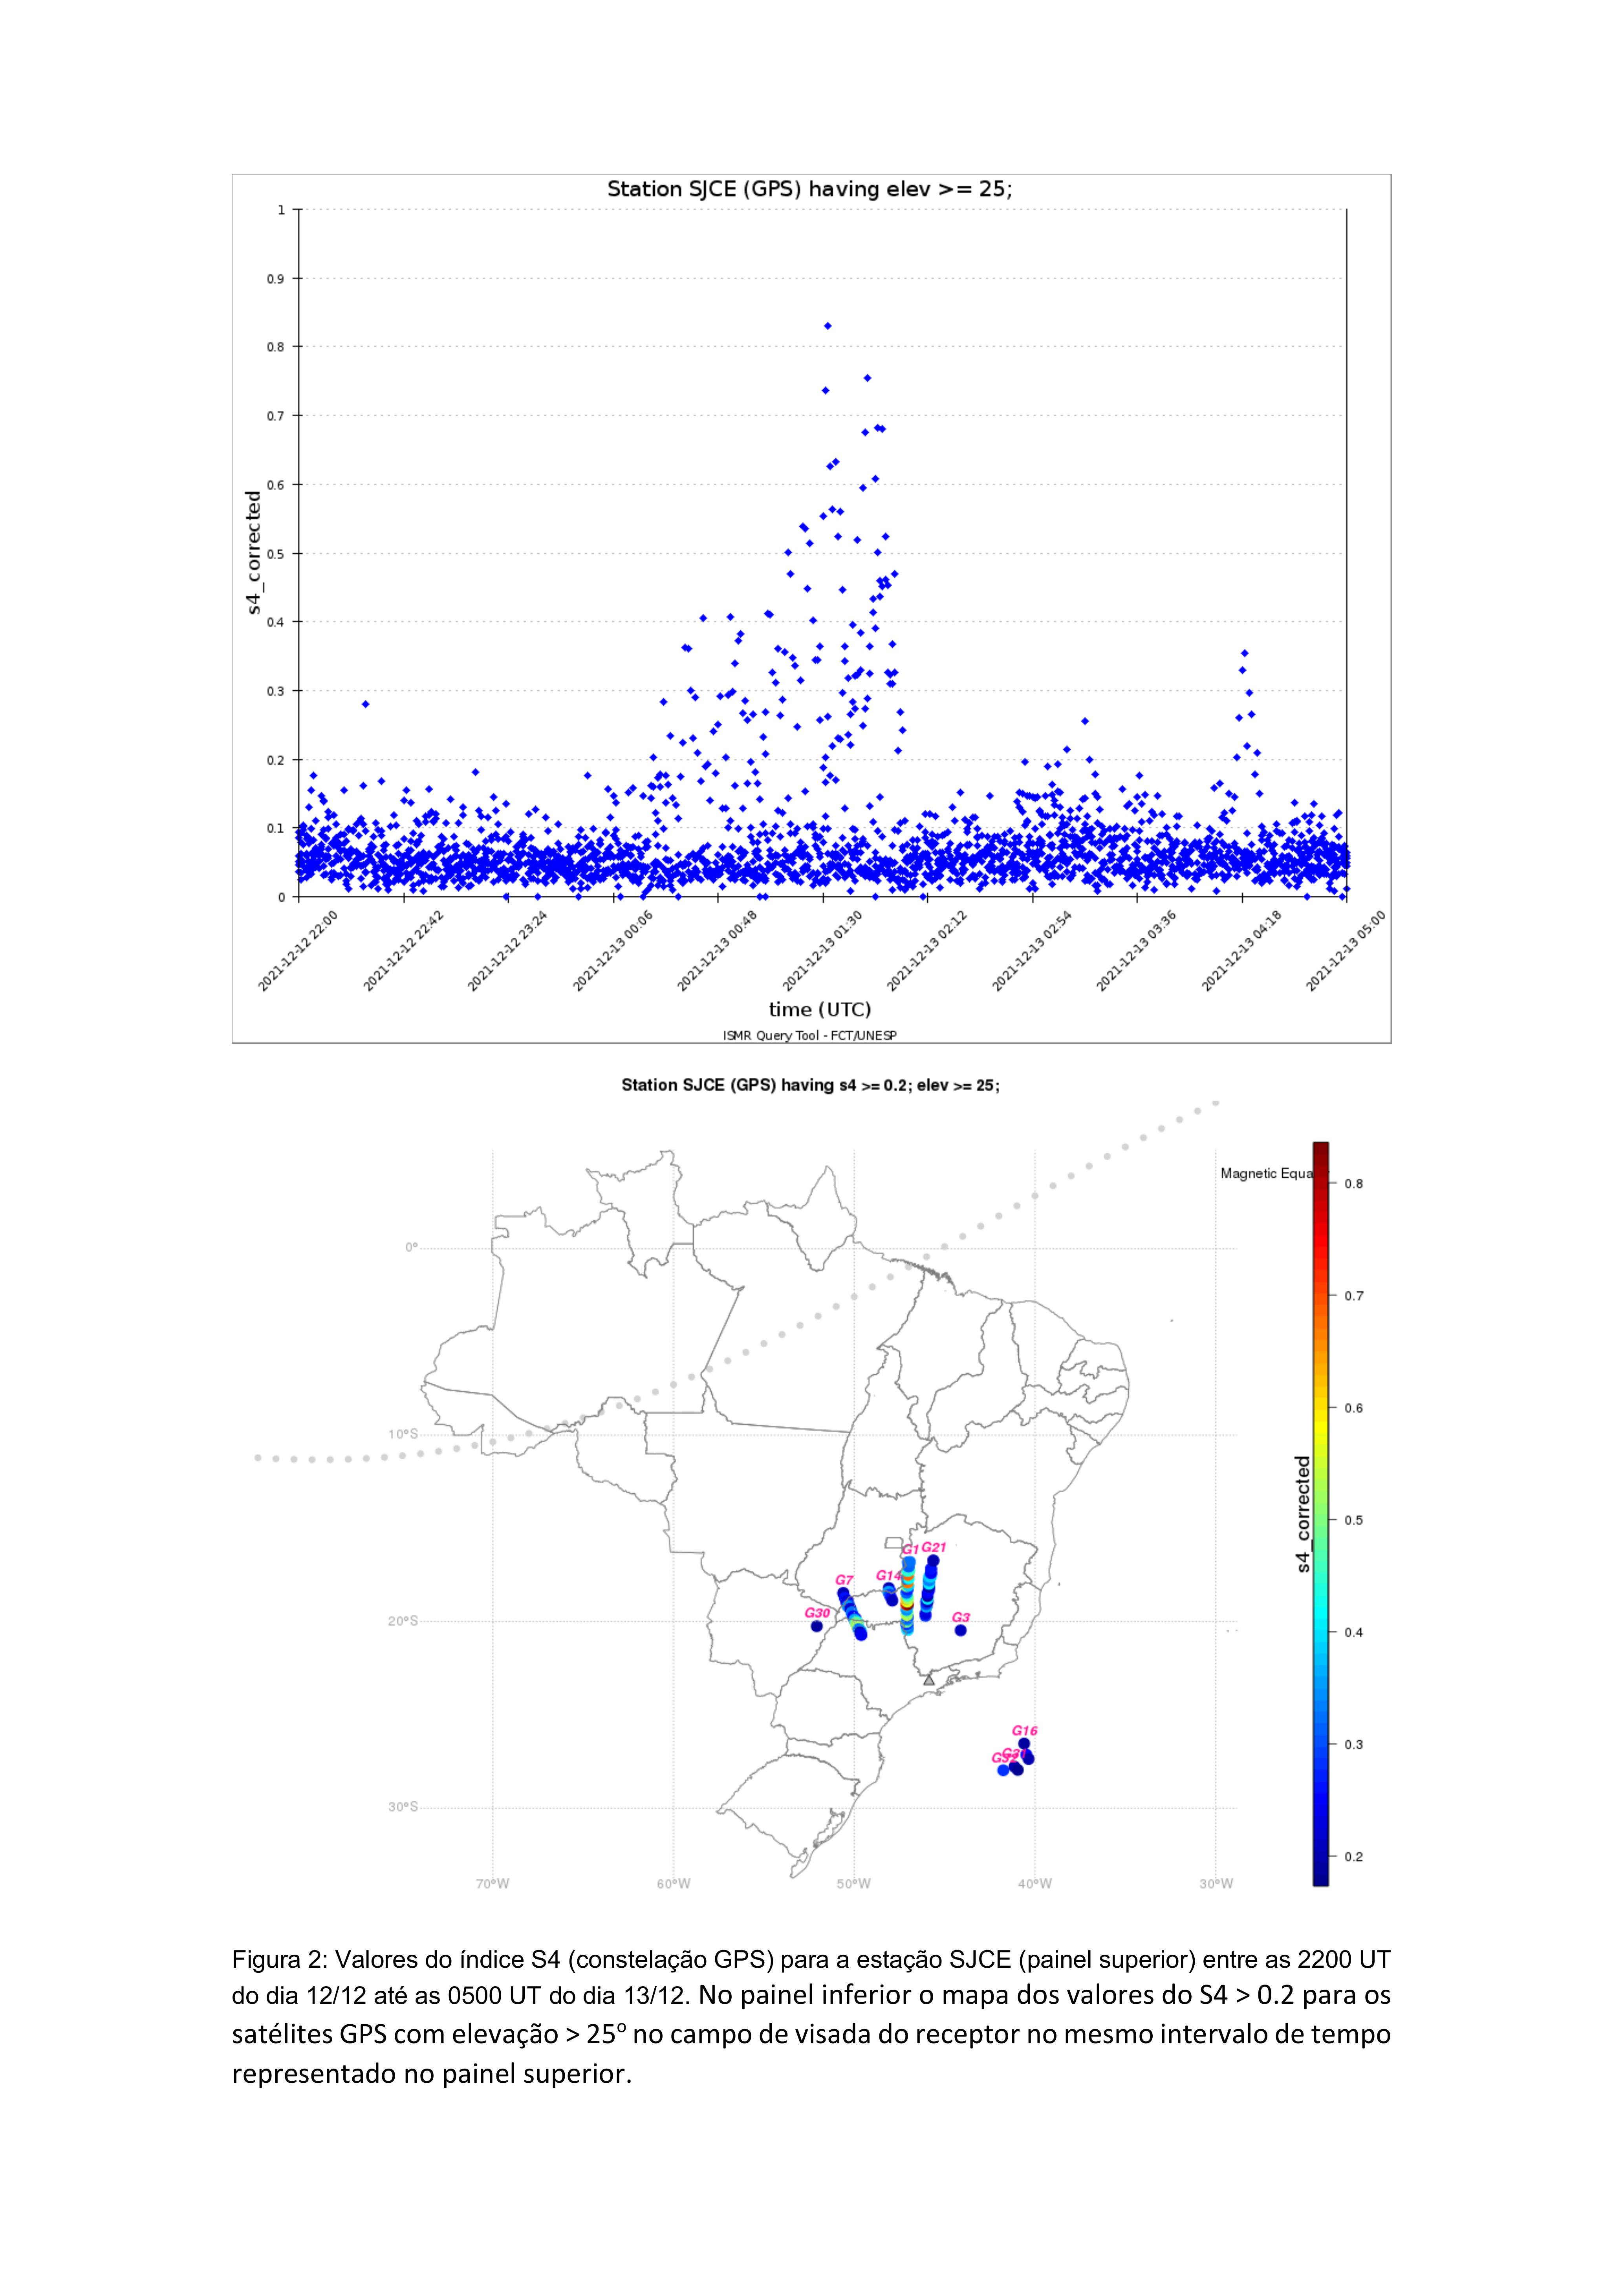 Station SJCE (GPS) having elev >= 25;
1
0.9
0.8
0.7
0.6
0.5
0.4
0.3
0.2
0.1
0
s4_corrected
2021-12-12 22:00
2021-12-12 22:42
2021-12-12 23:24
2021-12-13 00:06
2021-12-13 00:48
2021-12-13 01:30
2021-12-13 02:12
2021-12-13 02:54
2021-12-13 03:36
2021-12-13 04:18
2021-12-13 05:00
time (UTC)
ISMR Query Tool - FCT/UNESP
Station SJCE (GPS) having s4 >= 0.2; elev >= 25;
Magnetic Equa
0.8
0.7
0.6
0.5
0.4
0.3
0.2
s4_corrected
0°
10°S
20°S
30°S
G1 G21
G7
G14
G30
G3
G16
70°W
60°W
50°W
40°W
30°W
Figura 2: Valores do índice S4 (constelação GPS) para a estação SJCE (painel superior) entre as 2200 UT
do dia 12/12 até as 0500 UT do dia 13/12. No painel inferior o mapa dos valores do S4 > 0.2 para os
satélites GPS com elevação > 25º no campo de visada do receptor no mesmo intervalo de tempo
representado no painel superior.